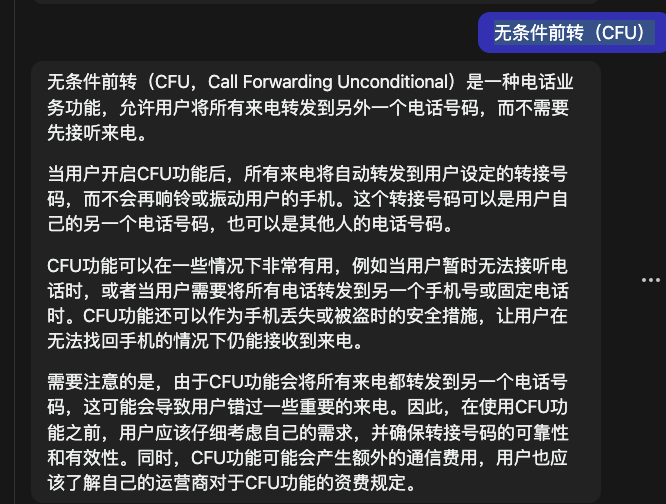 无条件前转（CFU）
无条件前转（CFU，Call Forwarding Unconditional）是一种电话业
务功能，允许用户将所有来电转发到另外一个电话号码，而不需要
先接听来电。
当用户开启CFU功能后，所有来电将自动转发到用户设定的转接号
码，而不会再响铃或振动用户的手机。这个转接号码可以是用户自
己的另一个电话号码，也可以是其他人的电话号码。
CFU功能可以在一些情况下非常有用，例如当用户暂时无法接听电
话时，或者当用户需要将所有电话转发到另一个手机号或固定电话
时。CFU功能还可以作为手机丢失或被盗时的安全措施，让用户在
无法找回手机的情况下仍能接收到来电。
需要注意的是，由于CFU功能会将所有来电都转发到另一个电话号
码，这可能会导致用户错过一些重要的来电。因此，在使用CFU功
能之前，用户应该仔细考虑自己的需求，并确保转接号码的可靠性
和有效性。同时，CFU功能可能会产生额外的通信费用，用户也应
该了解自己的运营商对于CFU功能的资费规定。